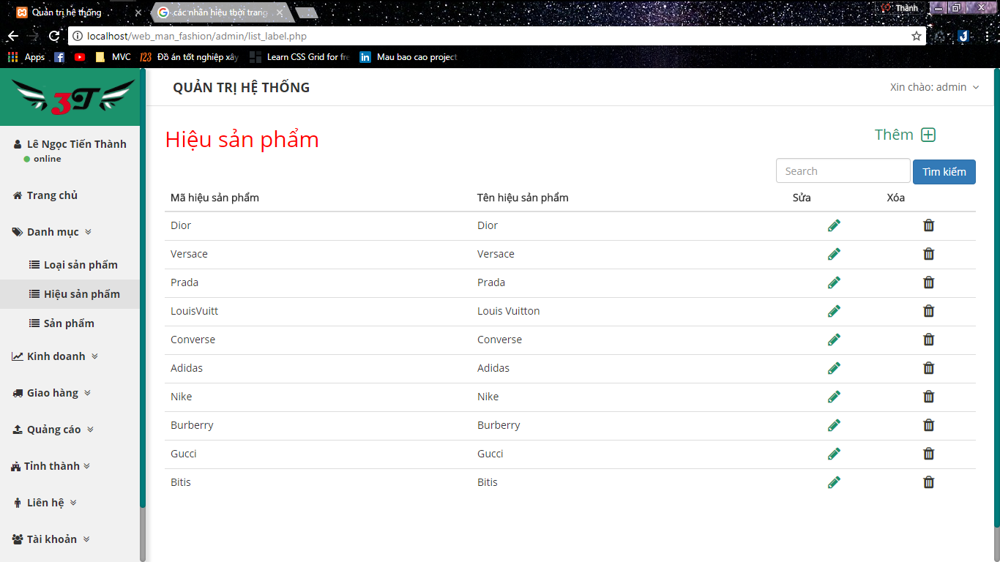 Quản trị hệ thống
các nhãn hiệu thời trang
Thành
localhost/web_man_fashion/admin/list_label.php
Apps
MVC
123 Đồ án tốt nghiệp xây
Learn CSS Grid for fre
Mau bao cao project
3T
QUẢN TRỊ HỆ THỐNG
Xin chào: admin
Lê Ngọc Tiến Thành
online
Trang chủ
Danh mục
Loại sản phẩm
Hiệu sản phẩm
Sản phẩm
Kinh doanh
Giao hàng
Quảng cáo
Tỉnh thành
Liên hệ
Tài khoản
Hiệu sản phẩm
Thêm
Search
Tìm kiếm
Mã hiệu sản phẩm Tên hiệu sản phẩm Sửa Xóa
Dior Dior
Versace Versace
Prada Prada
LouisVuitt Louis Vuitton
Converse Converse
Adidas Adidas
Nike Nike
Burberry Burberry
Gucci Gucci
Bitis Bitis